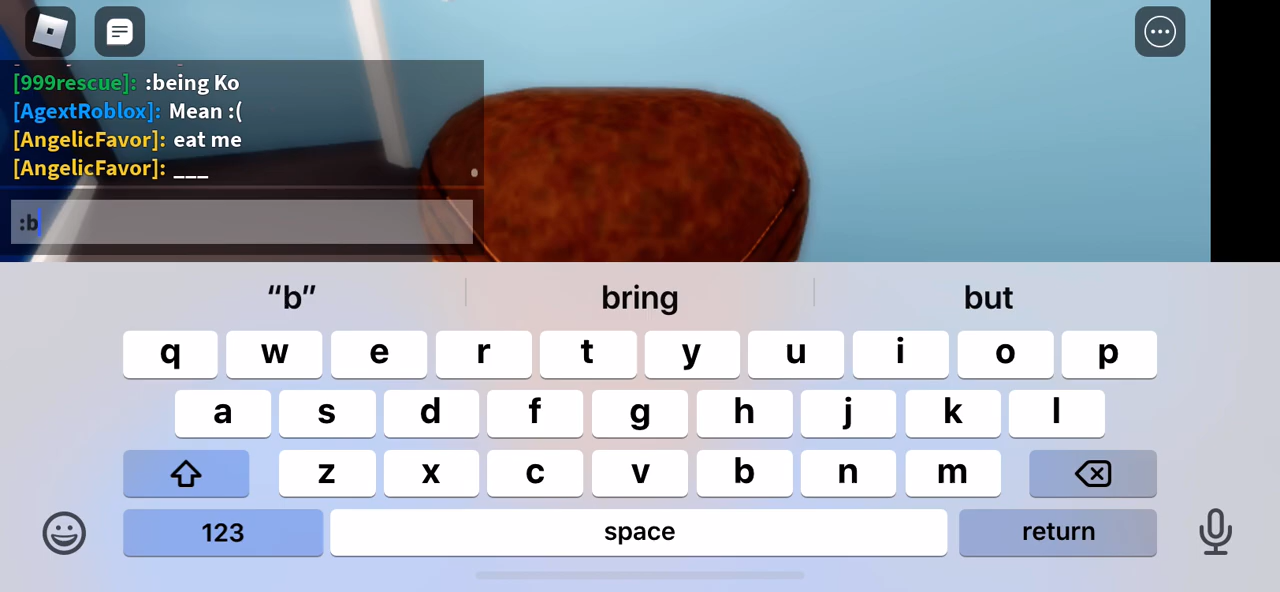 [999rescue]: :being Ko
[AgextRoblox]: Mean :(
[AngelicFavor]: eat me
[AngelicFavor]: ___
:b
“b” bring but
q w e r t y u i o p
a s d f g h j k l
z x c v b n m
123 space return